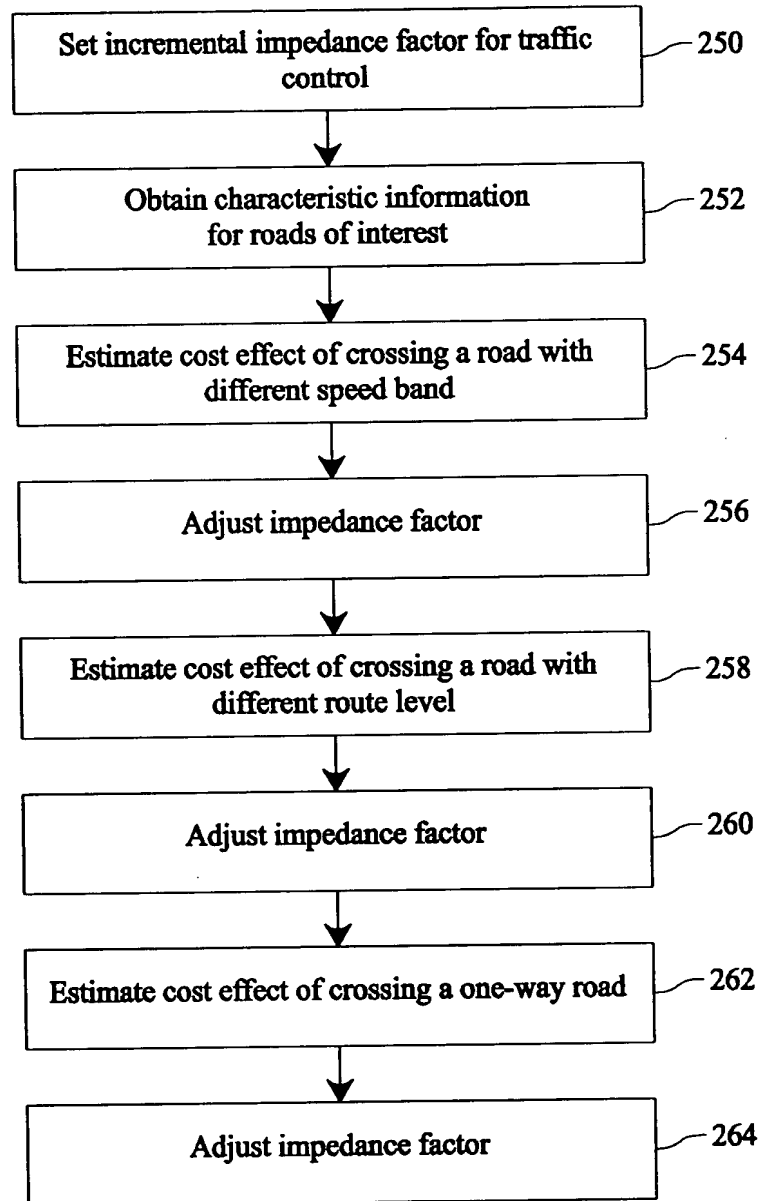 Set incremental impedance factor for traffic
control
250
Obtain characteristic information
for roads of interest
252
Estimate cost effect of crossing a road with
different speed band
254
Adjust impedance factor
256
Estimate cost effect of crossing a road with
different route level
258
Adjust impedance factor
260
Estimate cost effect of crossing a one-way road
262
Adjust impedance factor
264